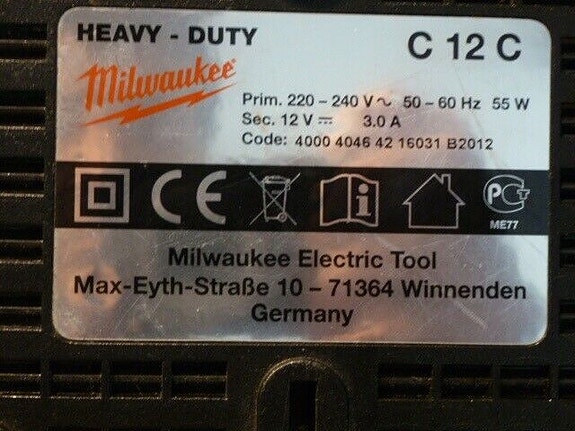 HEAVY - DUTY
C 12 C
Milwaukee
Prim. 220 – 240 V ~ 50 – 60 Hz 55 W
Sec. 12 V ⎓ 3.0 A
Code: 4000 4046 42 16031 B2012
CE
i
РСТ
ME77
Milwaukee Electric Tool
Max-Eyth-Straße 10 – 71364 Winnenden
Germany